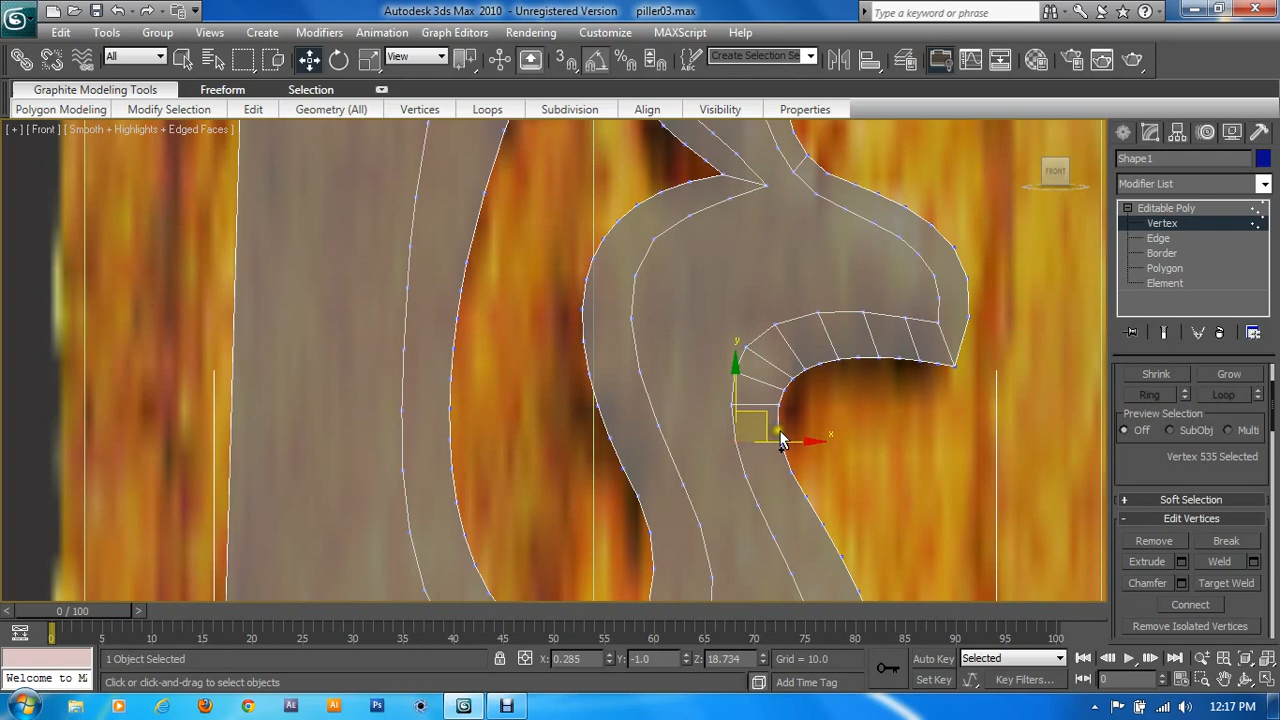 Autodesk 3ds Max 2010 - Unregistered Version piller03.max
Type a keyword or phrase
Edit Tools Group Views Create Modifiers Animation Graph Editors Rendering Customize MAXScript Help
All View Create Selection Se
Graphite Modeling Tools Freeform Selection
Polygon Modeling Modify Selection Edit Geometry (All) Vertices Loops Subdivision Align Visibility Properties
[ + ] [ Front ] [ Smooth + Highlights + Edged Faces ]
FRONT
y
x
Shape1
Modifier List
Editable Poly
Vertex
Edge
Border
Polygon
Element
Shrink Grow
Ring Loop
Preview Selection
Off SubObj Multi
Vertex 535 Selected
+ Soft Selection
- Edit Vertices
Remove Break
Extrude Weld
Chamfer Target Weld
Connect
Remove Isolated Vertices
< 0 / 100 >
0 5 10 15 20 25 30 35 40 45 50 55 60 65 70 75 80 85 90 95 100
1 Object Selected X: 0.285 Y: -1.0 Z: 18.734 Grid = 10.0 Auto Key Selected
Welcome to M Click or click-and-drag to select objects Add Time Tag Set Key Key Filters... 0
12:17 PM